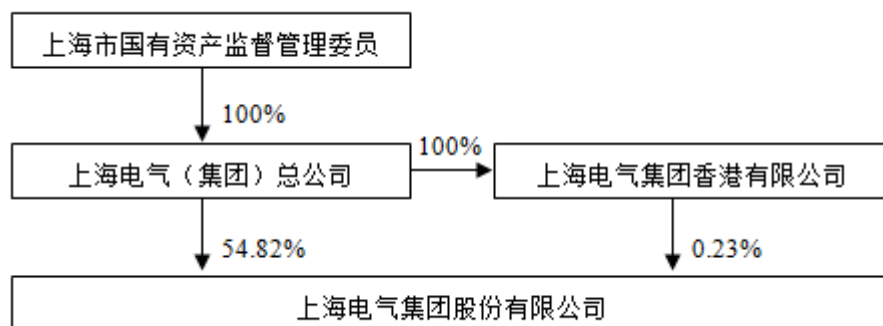 上海市国有资产监督管理委员
100%
上海电气（集团）总公司
100%
上海电气集团香港有限公司
54.82%
0.23%
上海电气集团股份有限公司